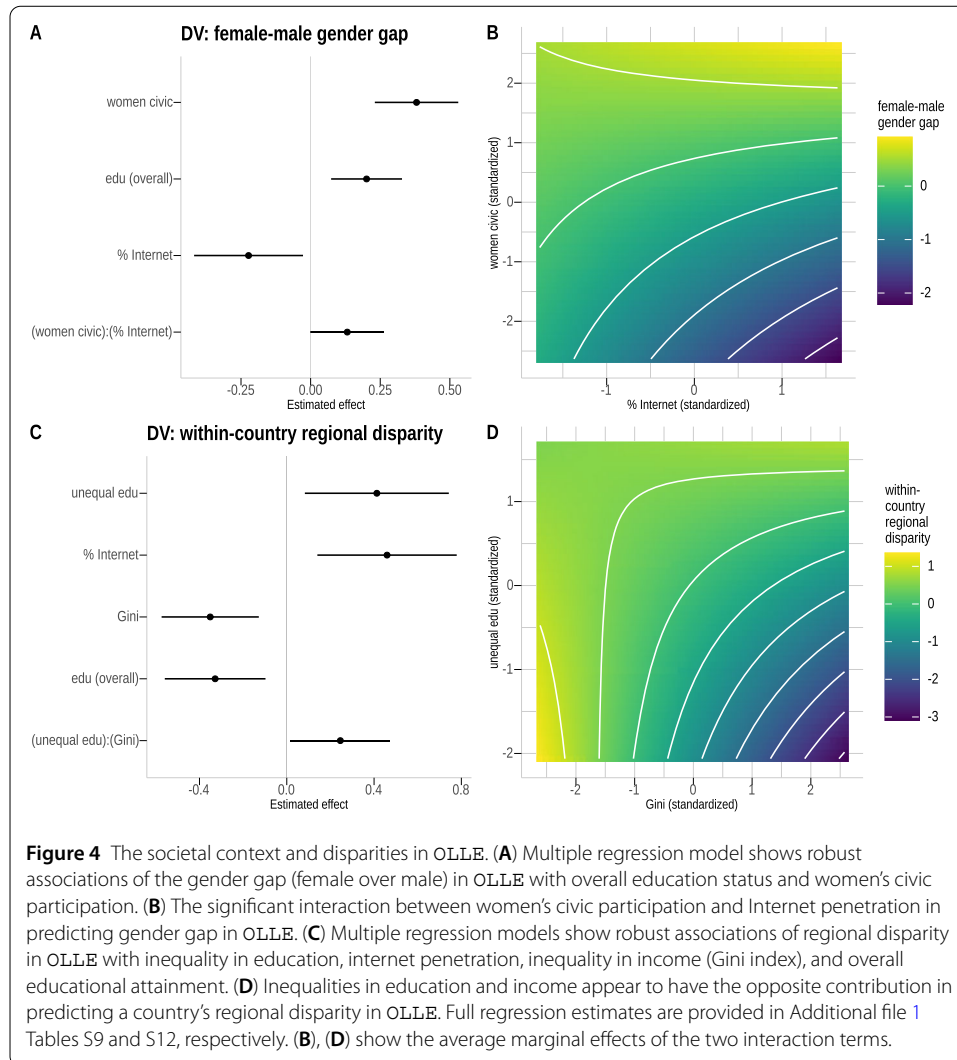 A
DV: female-male gender gap
women civic
edu (overall)
% Internet
(women civic):(% Internet)
-0.25
0.00
0.25
0.50
Estimated effect
B
2
1
0
-1
-2
women civic (standardized)
-1
0
1
% Internet (standardized)
female-male
gender gap
0
-1
-2
C
DV: within-country regional disparity
unequal edu
% Internet
Gini
edu (overall)
(unequal edu):(Gini)
-0.4
0.0
0.4
0.8
Estimated effect
D
1
0
-1
-2
unequal edu (standardized)
-2
-1
0
1
2
Gini (standardized)
within-
country
regional
disparity
1
0
-1
-2
-3
Figure 4 The societal context and disparities in OLLE. (A) Multiple regression model shows robust
associations of the gender gap (female over male) in OLLE with overall education status and women's civic
participation. (B) The significant interaction between women's civic participation and Internet penetration in
predicting gender gap in OLLE. (C) Multiple regression models show robust associations of regional disparity
in OLLE with inequality in education, internet penetration, inequality in income (Gini index), and overall
educational attainment. (D) Inequalities in education and income appear to have the opposite contribution in
predicting a country's regional disparity in OLLE. Full regression estimates are provided in Additional file 1
Tables S9 and S12, respectively. (B), (D) show the average marginal effects of the two interaction terms.